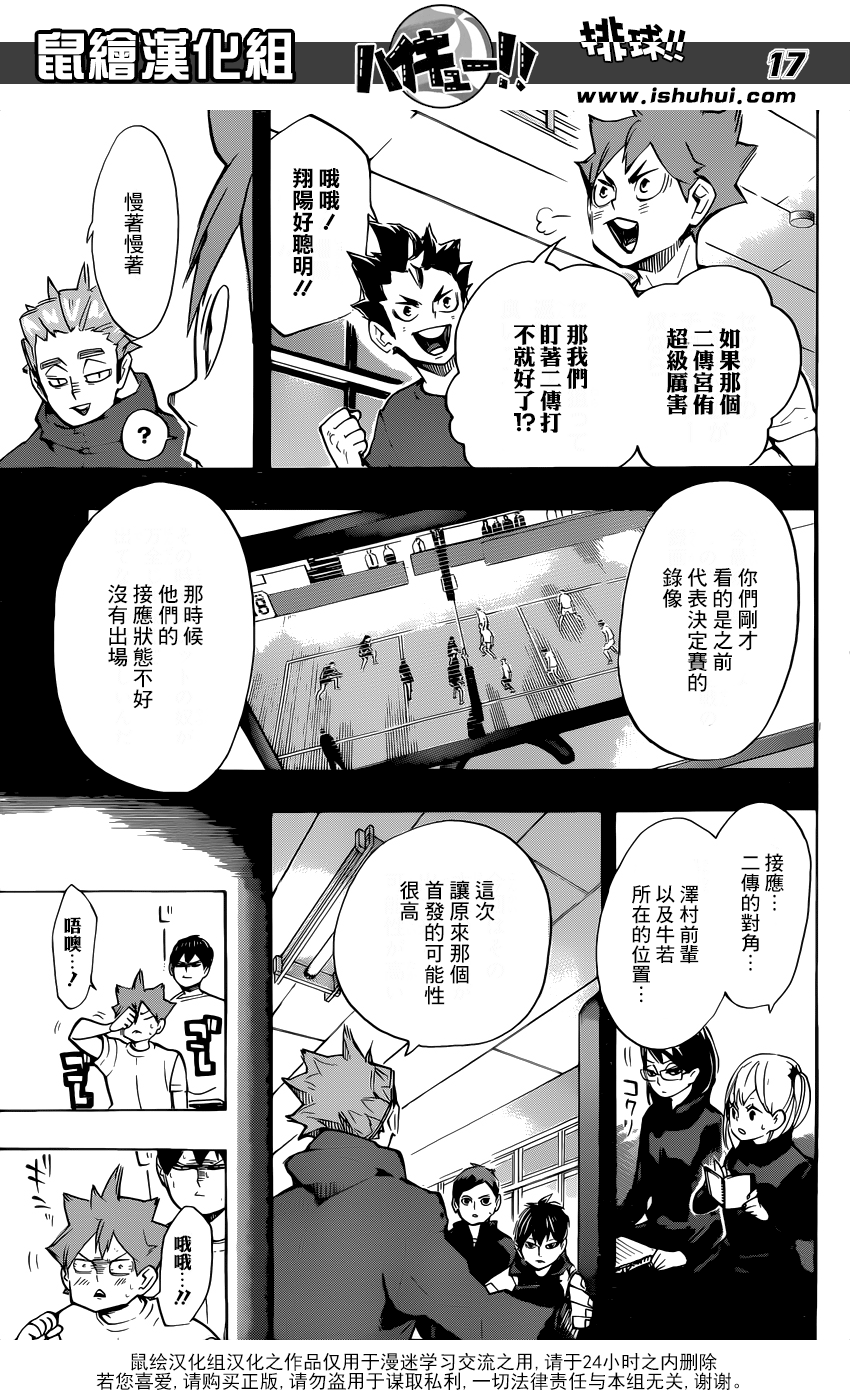 鼠繪漢化組
ハイキュー!!
排球!!
17
www.ishuhui.com
如果那個
二傳宮侑
超級厲害
那我們
盯著二傳打
不就好了!?
哦哦！
翔陽好聰明!!
慢著慢著
?
你們剛才
看的是之前
代表決定賽的
錄像
那時候
他們的
接應狀態不好
沒有出場
接應…
二傳的對角…
澤村前輩
以及牛若
所在的位置…
コクッ
這次
讓原來那個
首發的可能性
很高
唔噢…！
ゴシ
ゴシ
哦哦…!!
鼠绘汉化组汉化之作品仅用于漫迷学习交流之用, 请于24小时之内删除
若您喜爱, 请购买正版, 请勿盗用于谋取私利, 一切法律责任与本组无关, 谢谢。